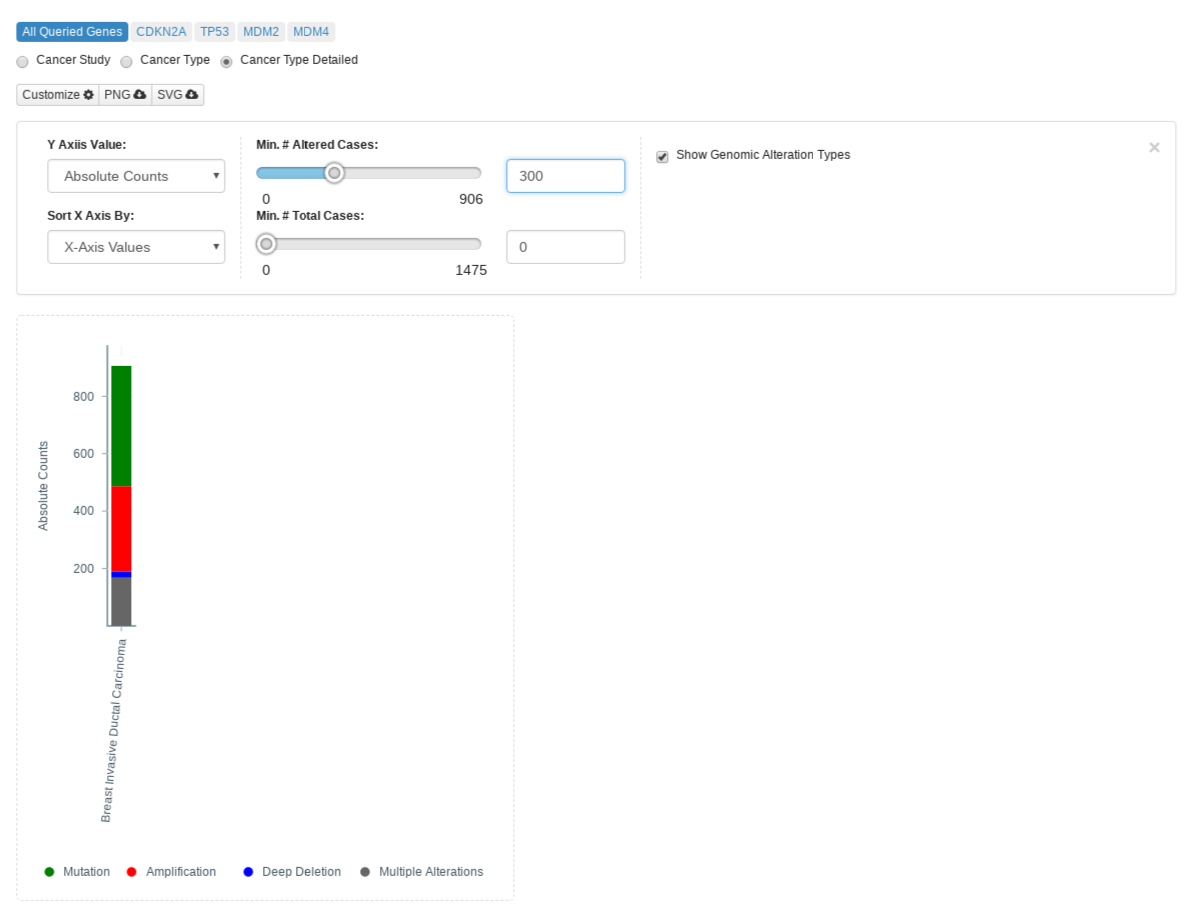 All Queried Genes CDKN2A TP53 MDM2 MDM4
Cancer Study Cancer Type Cancer Type Detailed
Customize PNG SVG
Y Axiis Value:
Absolute Counts
Sort X Axis By:
X-Axis Values
Min. # Altered Cases:
300
0 906
Min. # Total Cases:
0
0 1475
Show Genomic Alteration Types
×
800
600
400
200
Absolute Counts
Breast Invasive Ductal Carcinoma
Mutation Amplification Deep Deletion Multiple Alterations